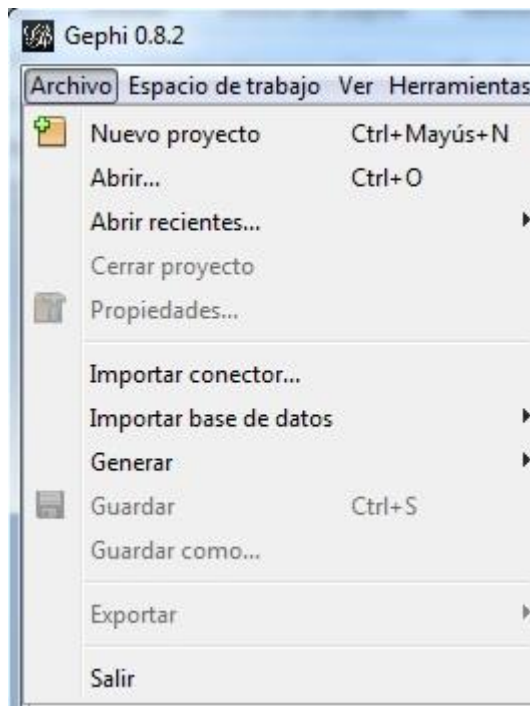 Gephi 0.8.2
Archivo Espacio de trabajo Ver Herramientas
Nuevo proyecto Ctrl+Mayús+N
Abrir... Ctrl+O
Abrir recientes...
Cerrar proyecto
Propiedades...
Importar conector...
Importar base de datos
Generar
Guardar Ctrl+S
Guardar como...
Exportar
Salir